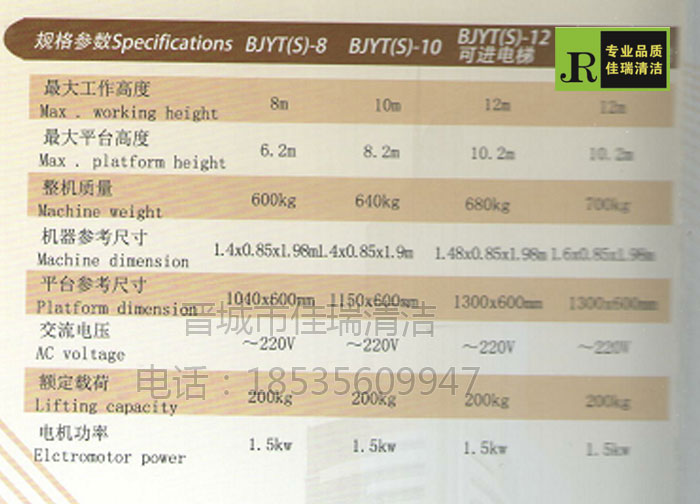 规格参数Specifications BJYT(S)-8 BJYT(S)-10 BJYT(S)-12
可进电梯
JR 专业品质
佳瑞清洁
最大工作高度
Max . working height 8m 10m 12m 12m
最大平台高度
Max . platform height 6.2m 8.2m 10.2m 10.2m
整机质量
Machine weight 600kg 640kg 680kg 700kg
机器参考尺寸
Machine dimension 1.4x0.85x1.98m1.4x0.85x1.9m 1.48x0.85x1.98m 1.6x0.85x1.98m
平台参考尺寸
Platform dimension 1040x600mm 1150x600mm 1300x600mm 1300x600mm
晋城市佳瑞清洁
交流电压
AC voltage ~220V ~220V ~220V ~220V
电话：18535609947
额定载荷
Lifting capacity 200kg 200kg 200kg 200kg
电机功率
Elctromotor power 1.5kw 1.5kw 1.5kw 1.5kw